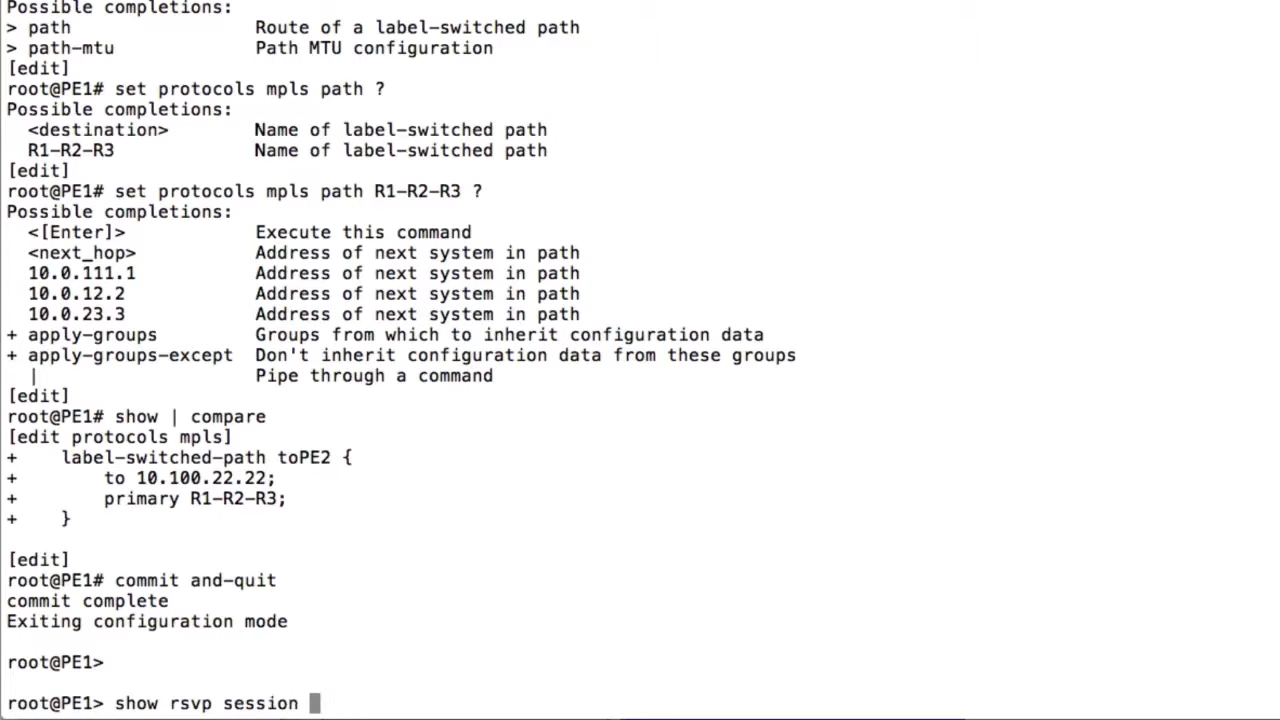 Possible completions:
> path                 Route of a label-switched path
> path-mtu             Path MTU configuration
[edit]
root@PE1# set protocols mpls path ?
Possible completions:
  <destination>        Name of label-switched path
  R1-R2-R3             Name of label-switched path
[edit]
root@PE1# set protocols mpls path R1-R2-R3 ?
Possible completions:
  <[Enter]>            Execute this command
  <next_hop>           Address of next system in path
  10.0.111.1           Address of next system in path
  10.0.12.2            Address of next system in path
  10.0.23.3            Address of next system in path
+ apply-groups         Groups from which to inherit configuration data
+ apply-groups-except  Don't inherit configuration data from these groups
  |                    Pipe through a command
[edit]
root@PE1# show | compare
[edit protocols mpls]
+    label-switched-path toPE2 {
+        to 10.100.22.22;
+        primary R1-R2-R3;
+    }
[edit]
root@PE1# commit and-quit
commit complete
Exiting configuration mode
root@PE1>
root@PE1> show rsvp session